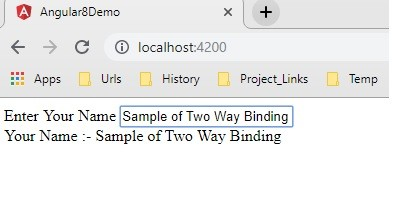 Angular8Demo
localhost:4200
Apps Urls History Project_Links Temp
Enter Your Name Sample of Two Way Binding
Your Name :- Sample of Two Way Binding